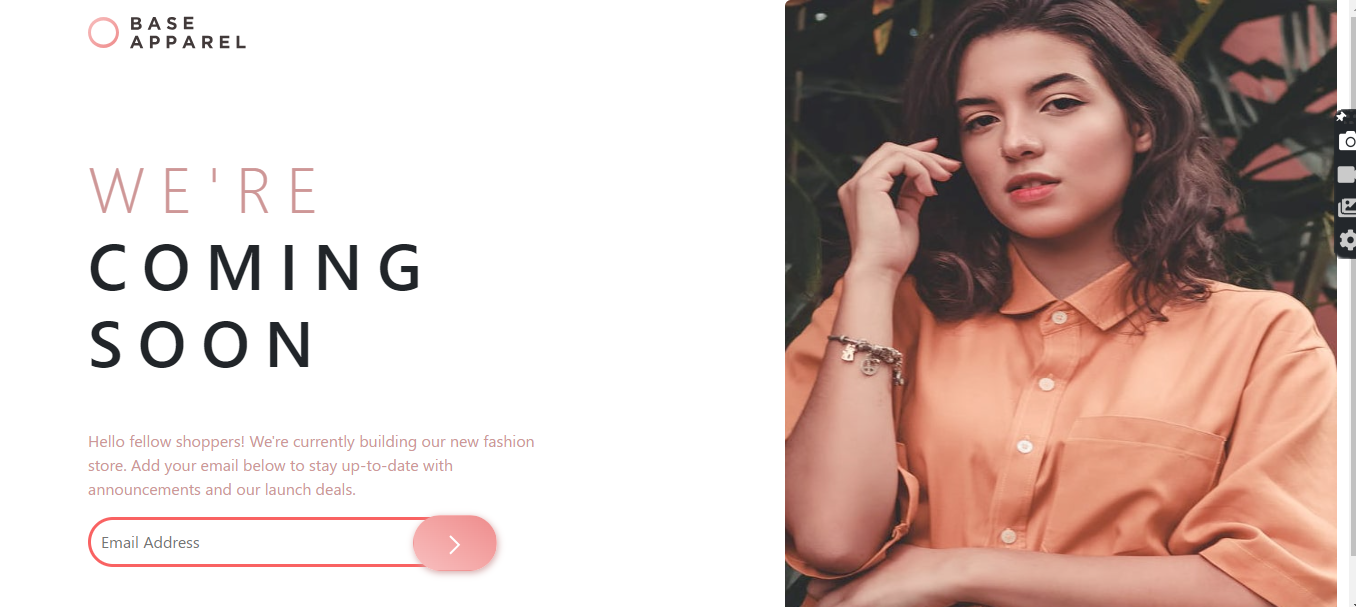 BASE
APPAREL
WE'RE
COMING
SOON
Hello fellow shoppers! We're currently building our new fashion
store. Add your email below to stay up-to-date with
announcements and our launch deals.
Email Address